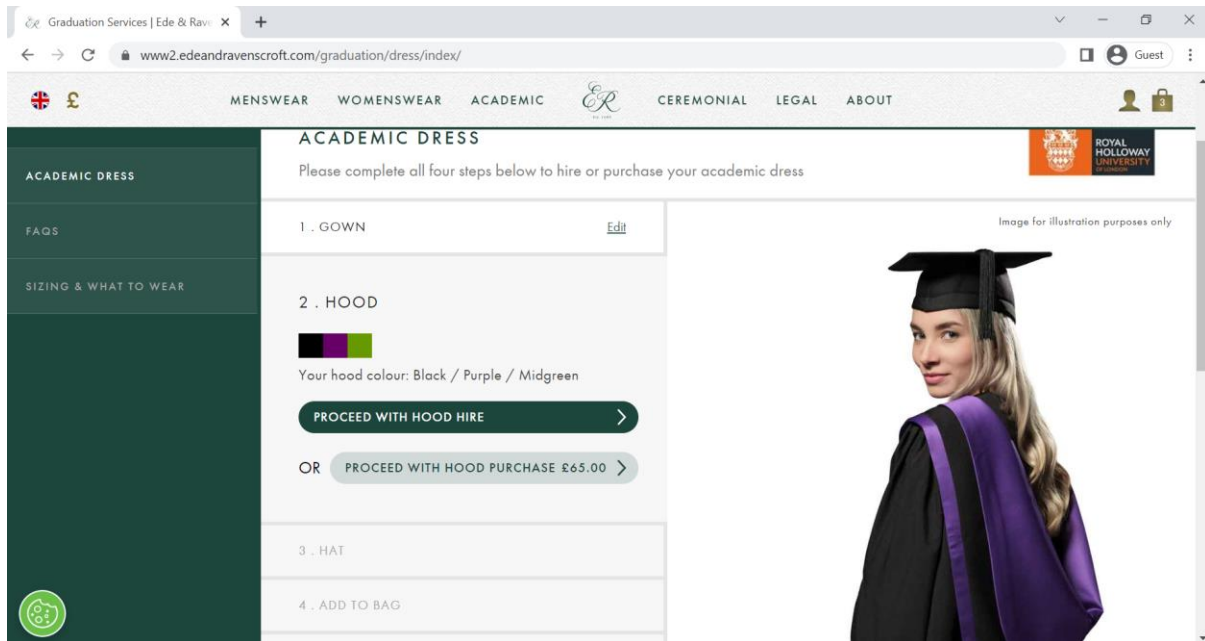 Graduation Services | Ede & Rave
www2.edeandravenscroft.com/graduation/dress/index/
Guest
£
MENSWEAR WOMENSWEAR ACADEMIC ER CEREMONIAL LEGAL ABOUT
3
ACADEMIC DRESS
FAQS
SIZING & WHAT TO WEAR
ACADEMIC DRESS
Please complete all four steps below to hire or purchase your academic dress
ROYAL
HOLLOWAY
UNIVERSITY
OF LONDON
1 . GOWN Edit
2 . HOOD
Your hood colour: Black / Purple / Midgreen
PROCEED WITH HOOD HIRE
OR PROCEED WITH HOOD PURCHASE £65.00
3 . HAT
4 . ADD TO BAG
Image for illustration purposes only